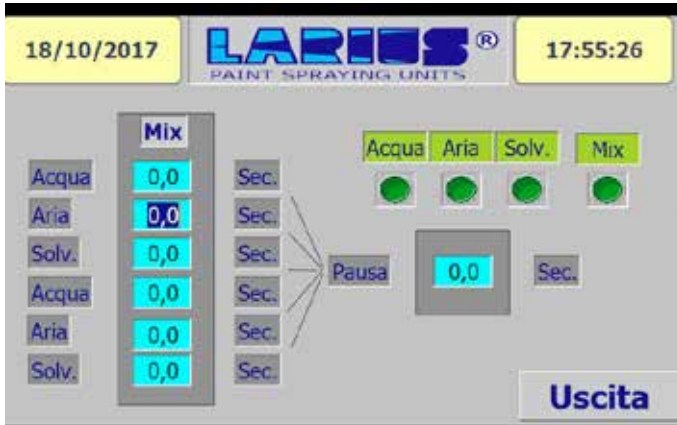 18/10/2017
LARIUS ®
PAINT SPRAYING UNITS
17:55:26
Mix
Acqua 0,0 Sec.
Aria 0,0 Sec.
Solv. 0,0 Sec.
Acqua 0,0 Sec.
Aria 0,0 Sec.
Solv. 0,0 Sec.
Acqua Aria Solv. Mix
Pausa 0,0 Sec.
Uscita